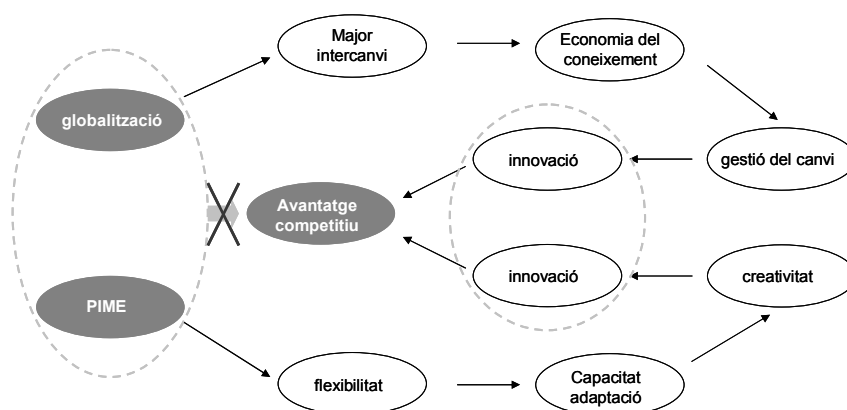 Major
intercanvi
Economia del
coneixement
globalització
innovació
gestió del canvi
Avantatge
competitiu
innovació
creativitat
PIME
flexibilitat
Capacitat
adaptació